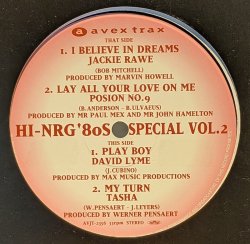 a avex trax
THAT SIDE
1. I BELIEVE IN DREAMS
JACKIE RAWE
(BOB MITCHELL)
PRODUCED BY MARVIN HOWELL
2. LAY ALL YOUR LOVE ON ME
POSION NO.9
(B.ANDERSON - B.ULVAEUS)
PRODUCED BY MR PAUL MEX AND MR JOHN HAMELTON
HI-NRG '80S SPECIAL VOL.2
THIS SIDE
1. PLAY BOY
DAVID LYME
(J.CUBINO)
PRODUCED BY MAX MUSIC PRODUCTIONS
2. MY TURN
TASHA
(W.PENSAERT - J.LEYERS)
PRODUCED BY WERNER PENSAERT
STEREO